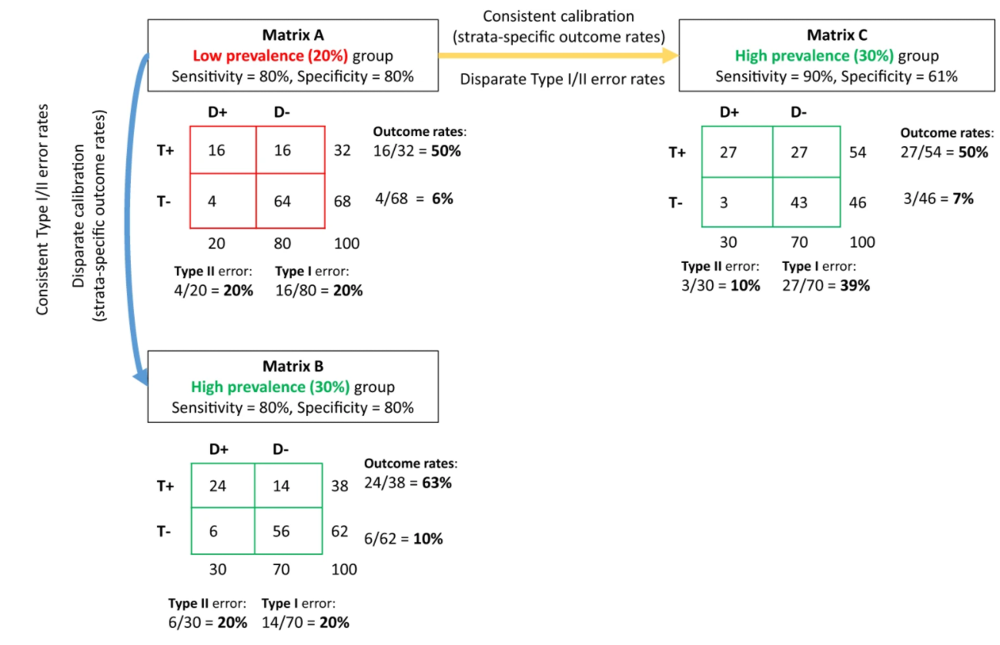 Consistent calibration
(strata-specific outcome rates)
Disparate Type I/II error rates
Matrix A
Low prevalence (20%) group
Sensitivity = 80%, Specificity = 80%
D+ D-
T+ 16 16 32
T- 4 64 68
20 80 100
Outcome rates:
16/32 = 50%
4/68 = 6%
Type II error:
4/20 = 20%
Type I error:
16/80 = 20%
Matrix C
High prevalence (30%) group
Sensitivity = 90%, Specificity = 61%
D+ D-
T+ 27 27 54
T- 3 43 46
30 70 100
Outcome rates:
27/54 = 50%
3/46 = 7%
Type II error:
3/30 = 10%
Type I error:
27/70 = 39%
Consistent Type I/II error rates
Disparate calibration
(strata-specific outcome rates)
Matrix B
High prevalence (30%) group
Sensitivity = 80%, Specificity = 80%
D+ D-
T+ 24 14 38
T- 6 56 62
30 70 100
Outcome rates:
24/38 = 63%
6/62 = 10%
Type II error:
6/30 = 20%
Type I error:
14/70 = 20%